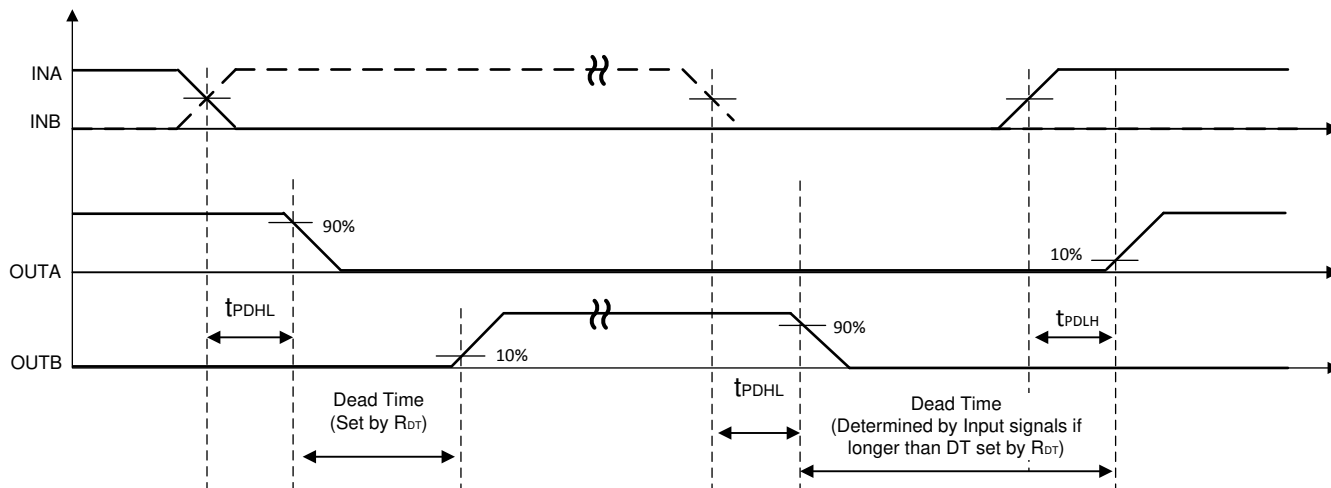 INA
INB
90%
10%
OUTA
tPDHL
tPDLH
90%
10%
OUTB
Dead Time
(Set by RDT)
tPDHL
Dead Time
(Determined by Input signals if
longer than DT set by RDT)